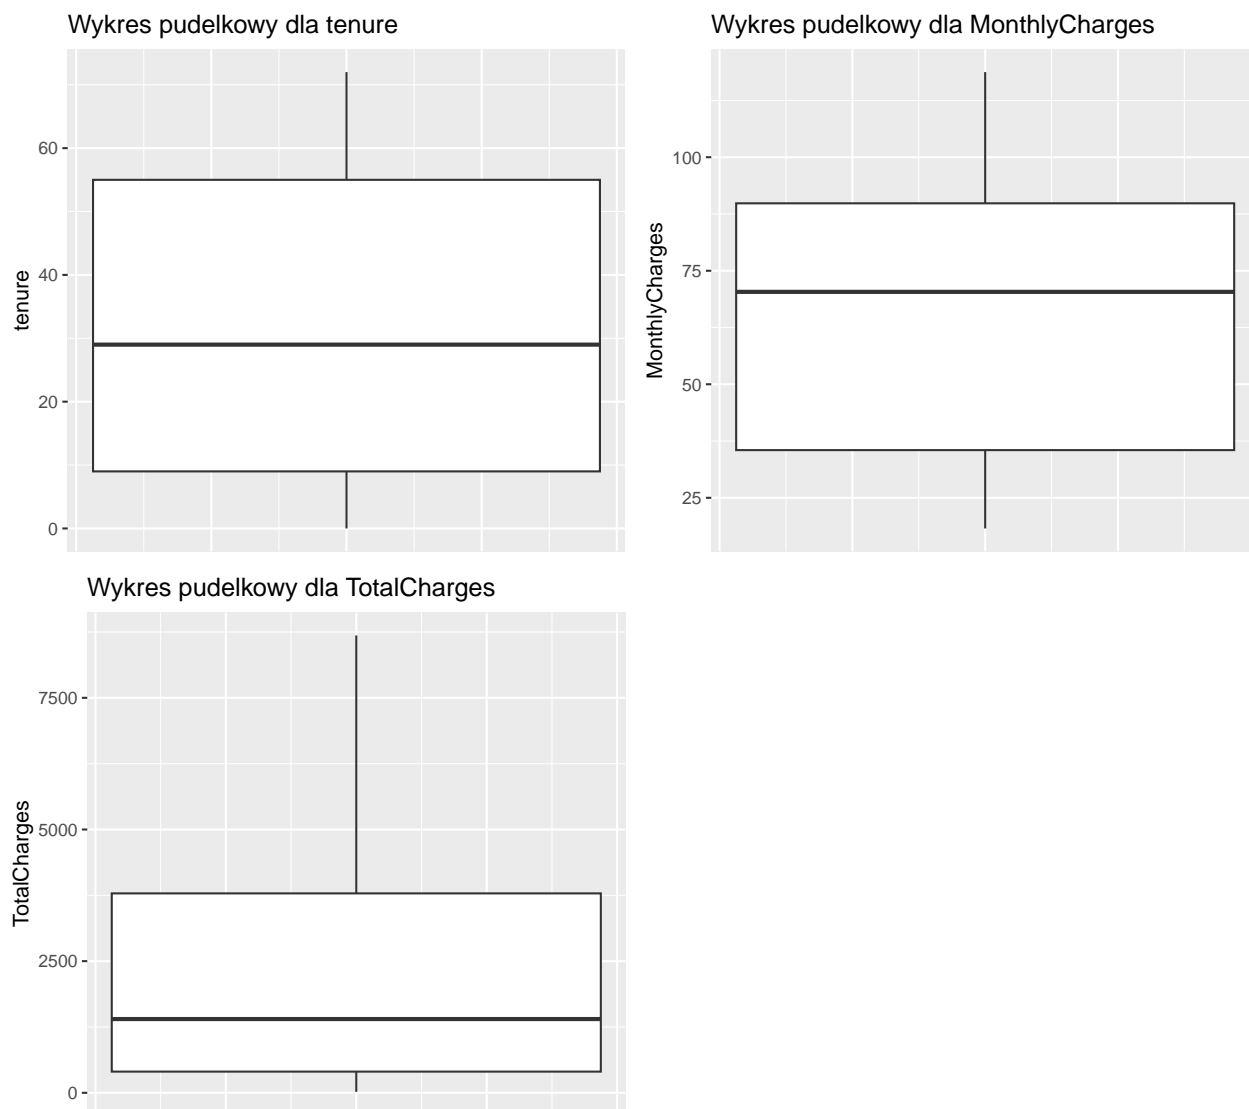 Wykres pudelkowy dla tenure
60
40
20
0
tenure
Wykres pudelkowy dla MonthlyCharges
100
75
50
25
MonthlyCharges
Wykres pudelkowy dla TotalCharges
7500
5000
2500
0
TotalCharges